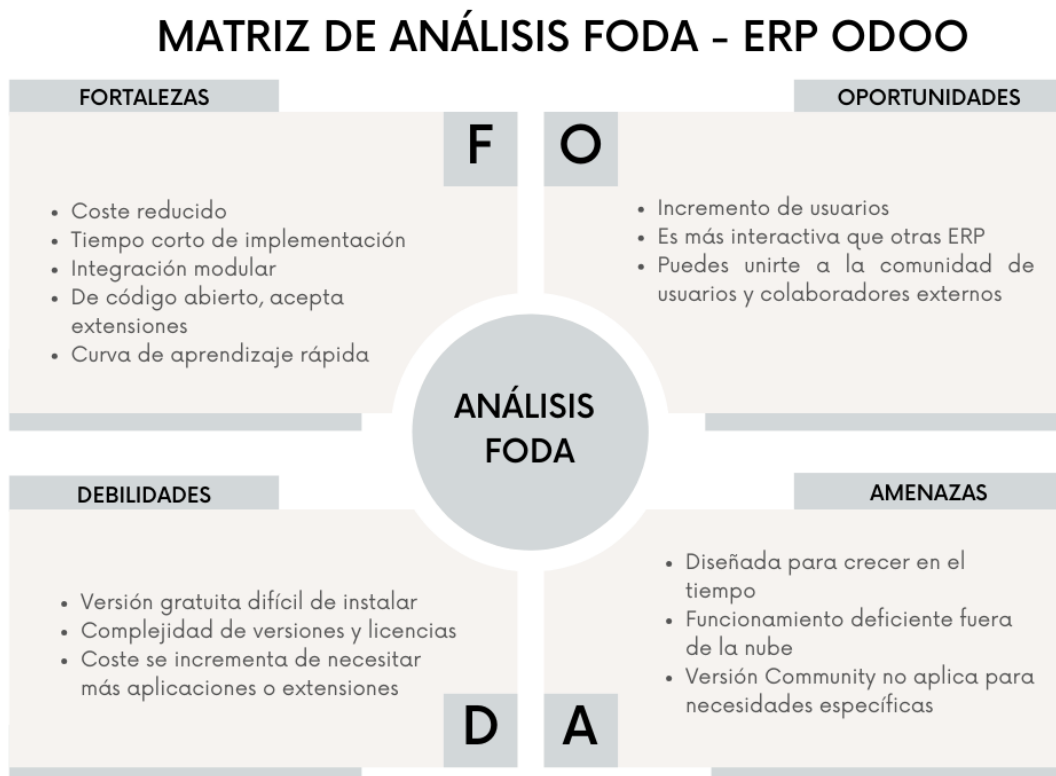 MATRIZ DE ANÁLISIS FODA - ERP ODOO
FORTALEZAS
F
• Coste reducido
• Tiempo corto de implementación
• Integración modular
• De código abierto, acepta
extensiones
• Curva de aprendizaje rápida
OPORTUNIDADES
O
• Incremento de usuarios
• Es más interactiva que otras ERP
• Puedes unirte a la comunidad de
usuarios y colaboradores externos
ANÁLISIS
FODA
DEBILIDADES
• Versión gratuita difícil de instalar
• Complejidad de versiones y licencias
• Coste se incrementa de necesitar
más aplicaciones o extensiones
D
AMENAZAS
• Diseñada para crecer en el
tiempo
• Funcionamiento deficiente fuera
de la nube
• Versión Community no aplica para
necesidades específicas
A